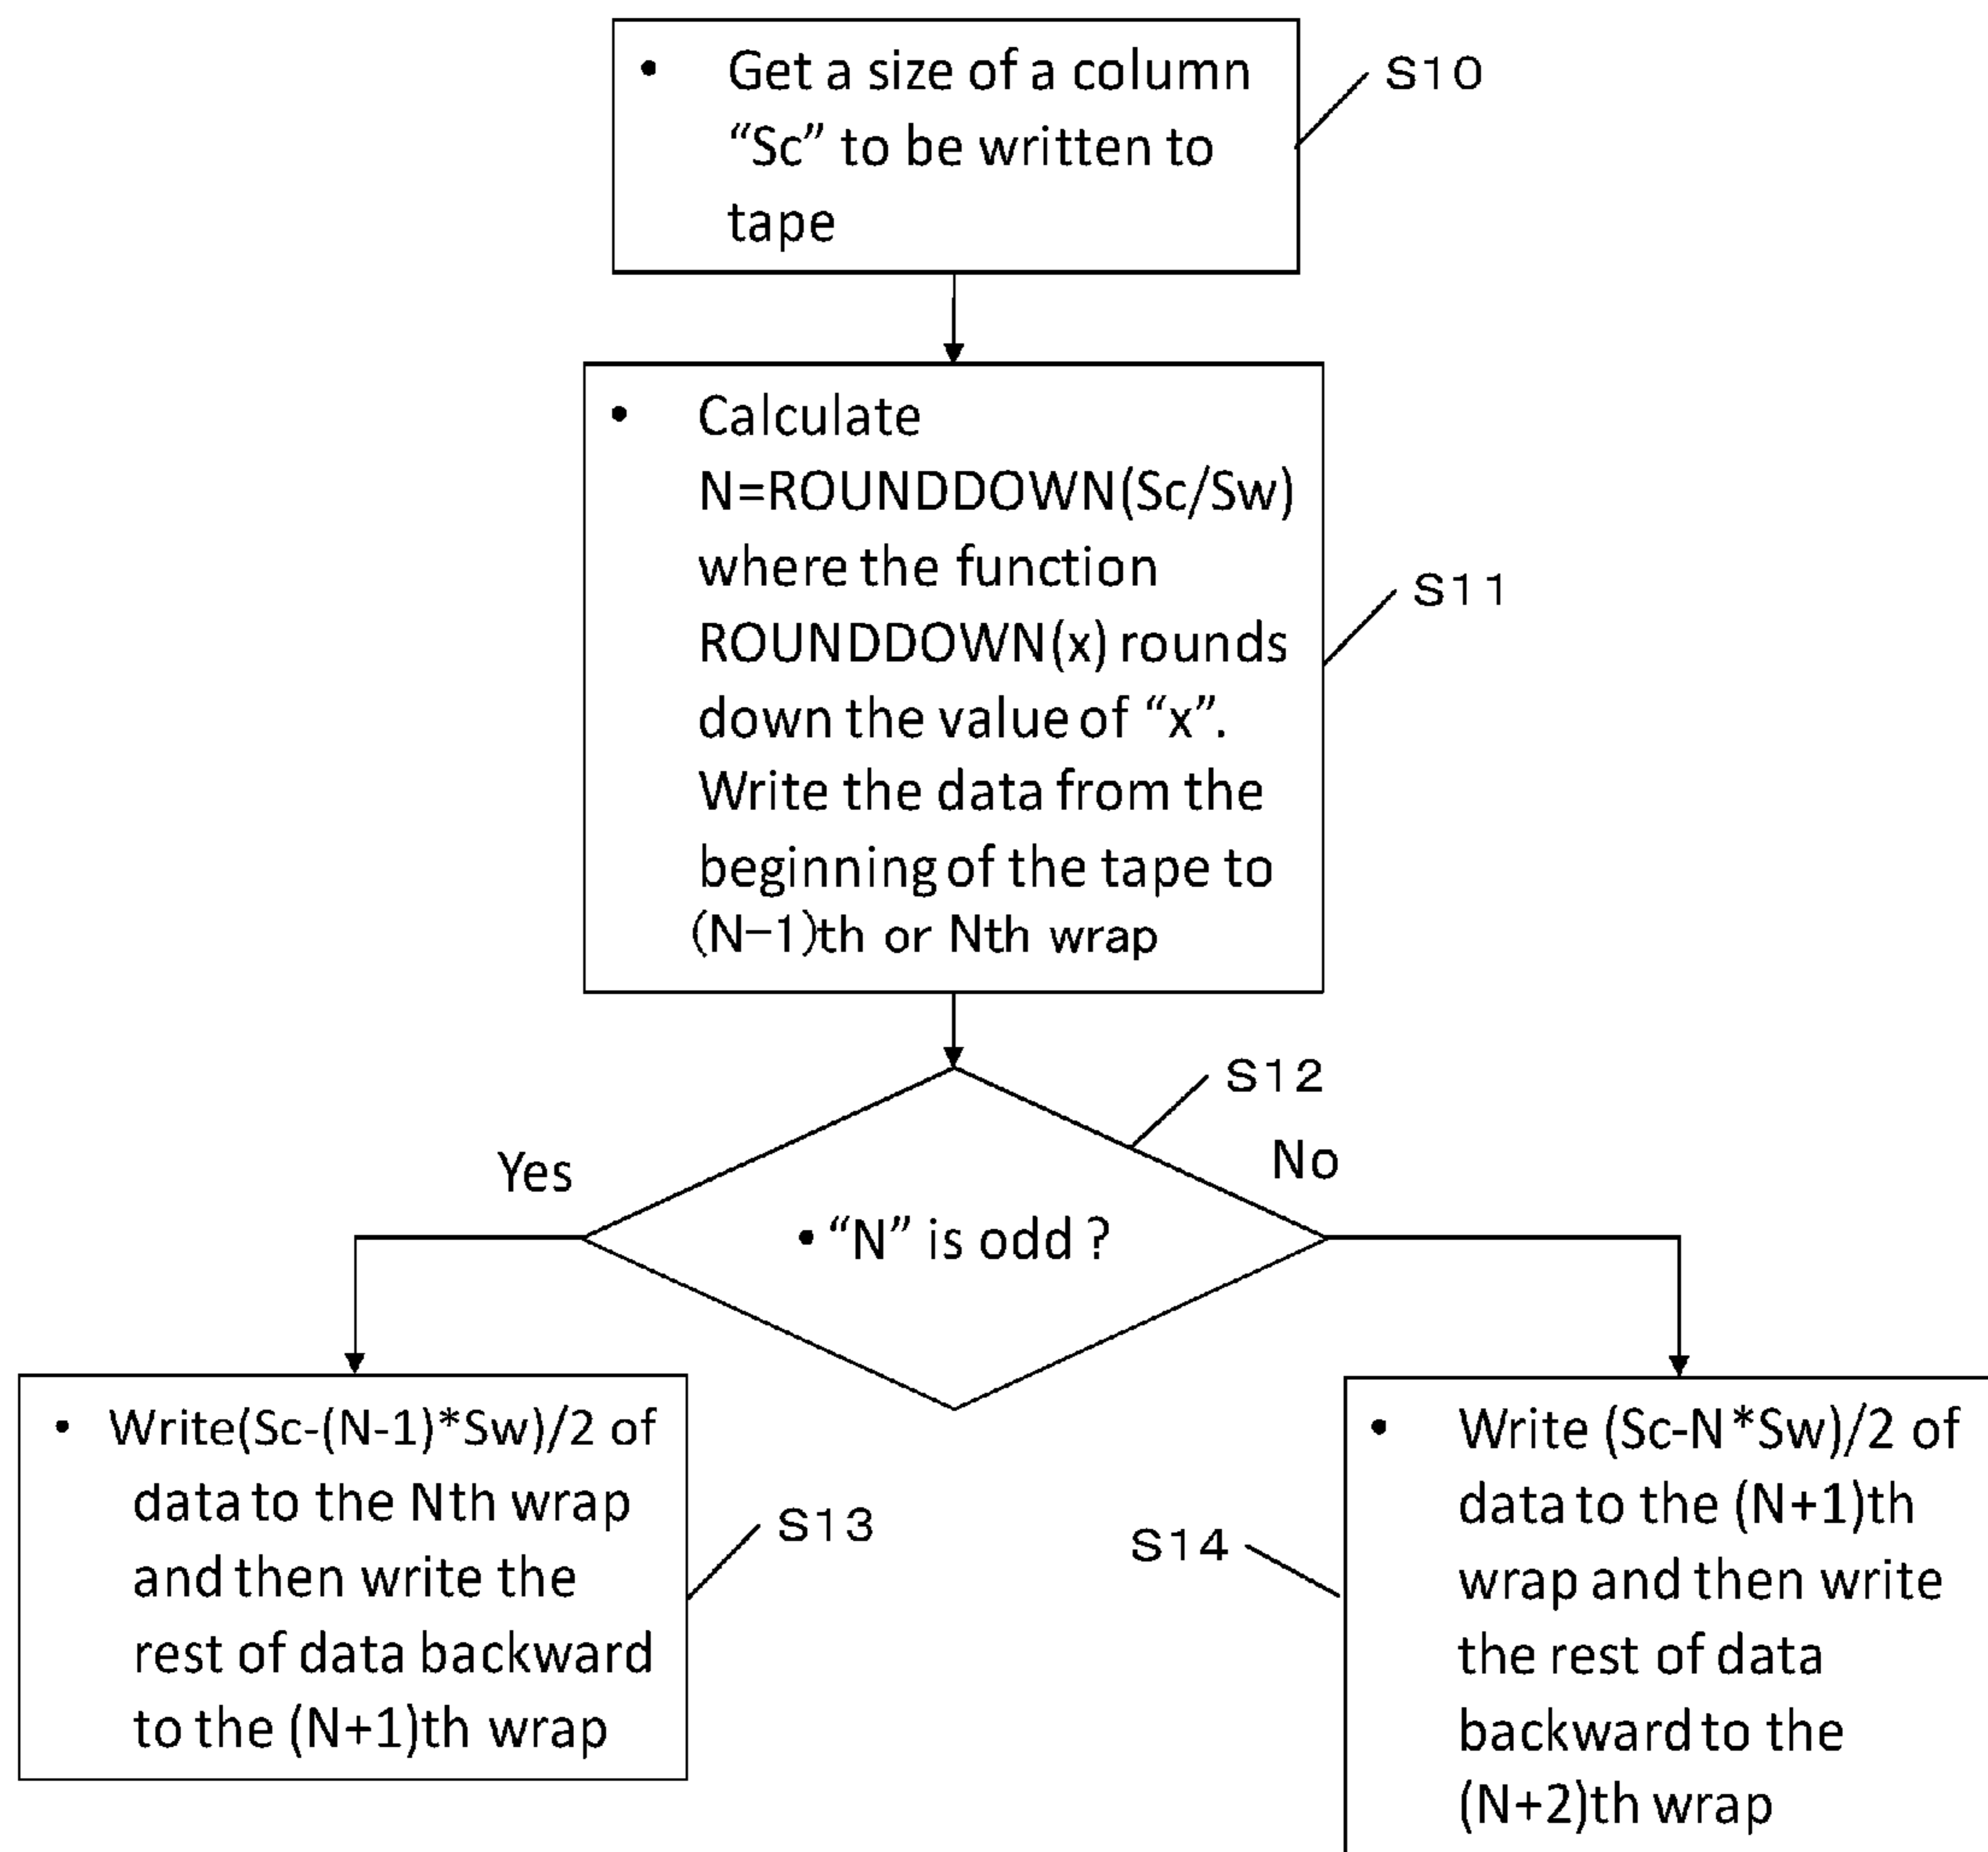 • Get a size of a column
“Sc” to be written to
tape
S10
• Calculate
N=ROUNDDOWN(Sc/Sw)
where the function
ROUNDDOWN(x) rounds
down the value of “x”.
Write the data from the
beginning of the tape to
(N−1)th or Nth wrap
S11
S12
Yes
No
• “N” is odd ?
• Write(Sc-(N-1)*Sw)/2 of
data to the Nth wrap
and then write the
rest of data backward
to the (N+1)th wrap
S13
S14
• Write (Sc-N*Sw)/2 of
data to the (N+1)th
wrap and then write
the rest of data
backward to the
(N+2)th wrap